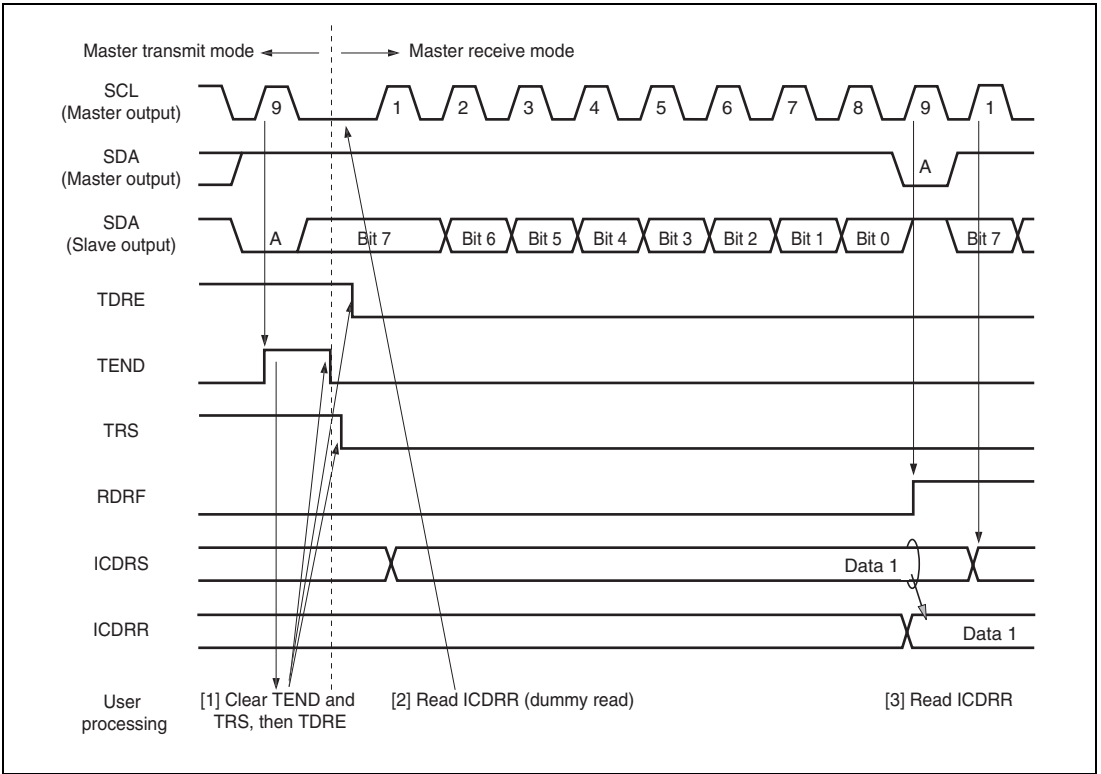 Master transmit mode
Master receive mode
SCL
(Master output)
9
1
2
3
4
5
6
7
8
9
1
SDA
(Master output)
A
SDA
(Slave output)
A
Bit 7
Bit 6
Bit 5
Bit 4
Bit 3
Bit 2
Bit 1
Bit 0
Bit 7
TDRE
TEND
TRS
RDRF
ICDRS
Data 1
ICDRR
Data 1
User
processing
[1] Clear TEND and
TRS, then TDRE
[2] Read ICDRR (dummy read)
[3] Read ICDRR